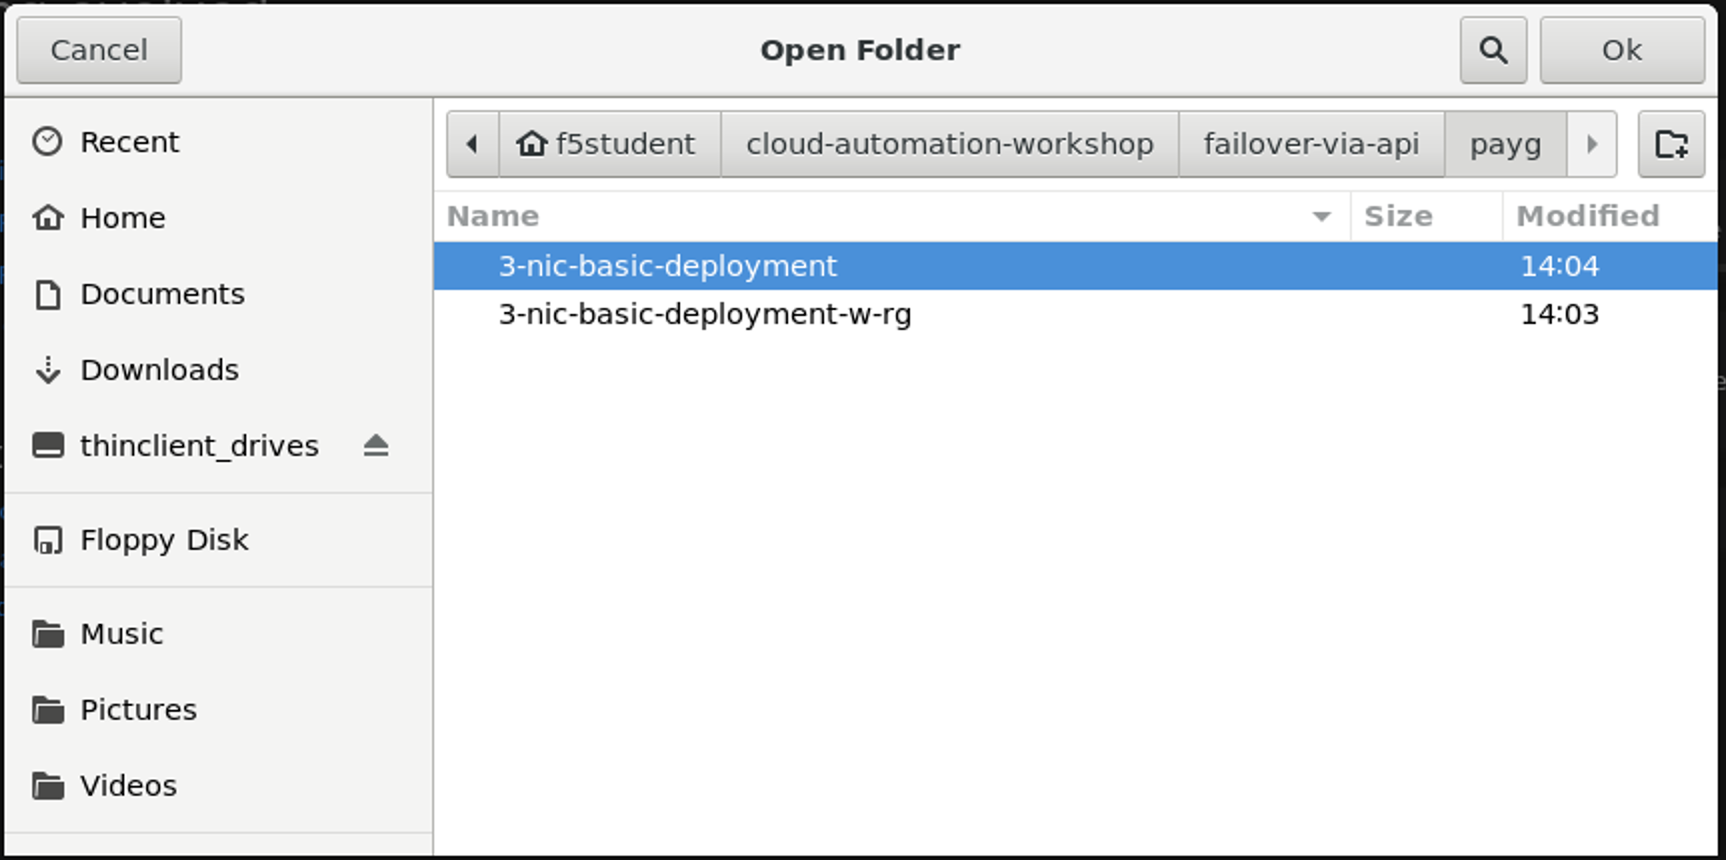 Cancel
Open Folder
Ok
Recent
Home
Documents
Downloads
thinclient_drives
Floppy Disk
Music
Pictures
Videos
f5student cloud-automation-workshop failover-via-api payg
Name Size Modified
3-nic-basic-deployment 14:04
3-nic-basic-deployment-w-rg 14:03